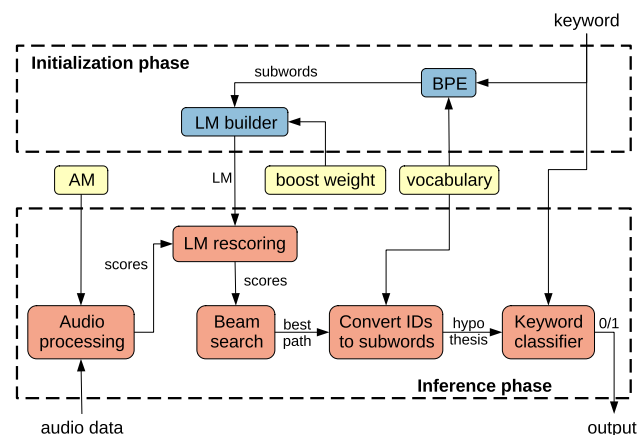 keyword
Initialization phase
subwords
BPE
LM builder
LM
AM
boost weight
vocabulary
LM rescoring
scores
scores
Audio
processing
Beam
search
best
path
Convert IDs
to subwords
hypo
thesis
Keyword
classifier
0/1
Inference phase
audio data
output